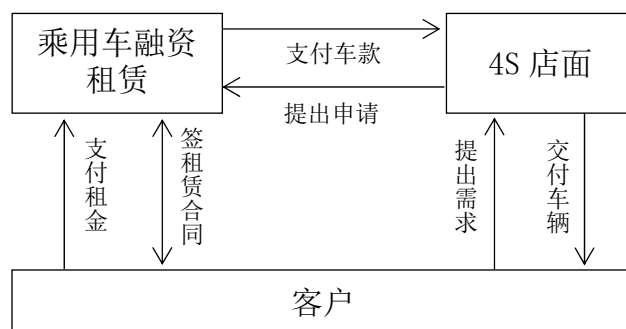 乘用车融资
租赁
支付车款
4S 店面
提出申请
支付租金
签租赁合同
提出需求
交付车辆
客户